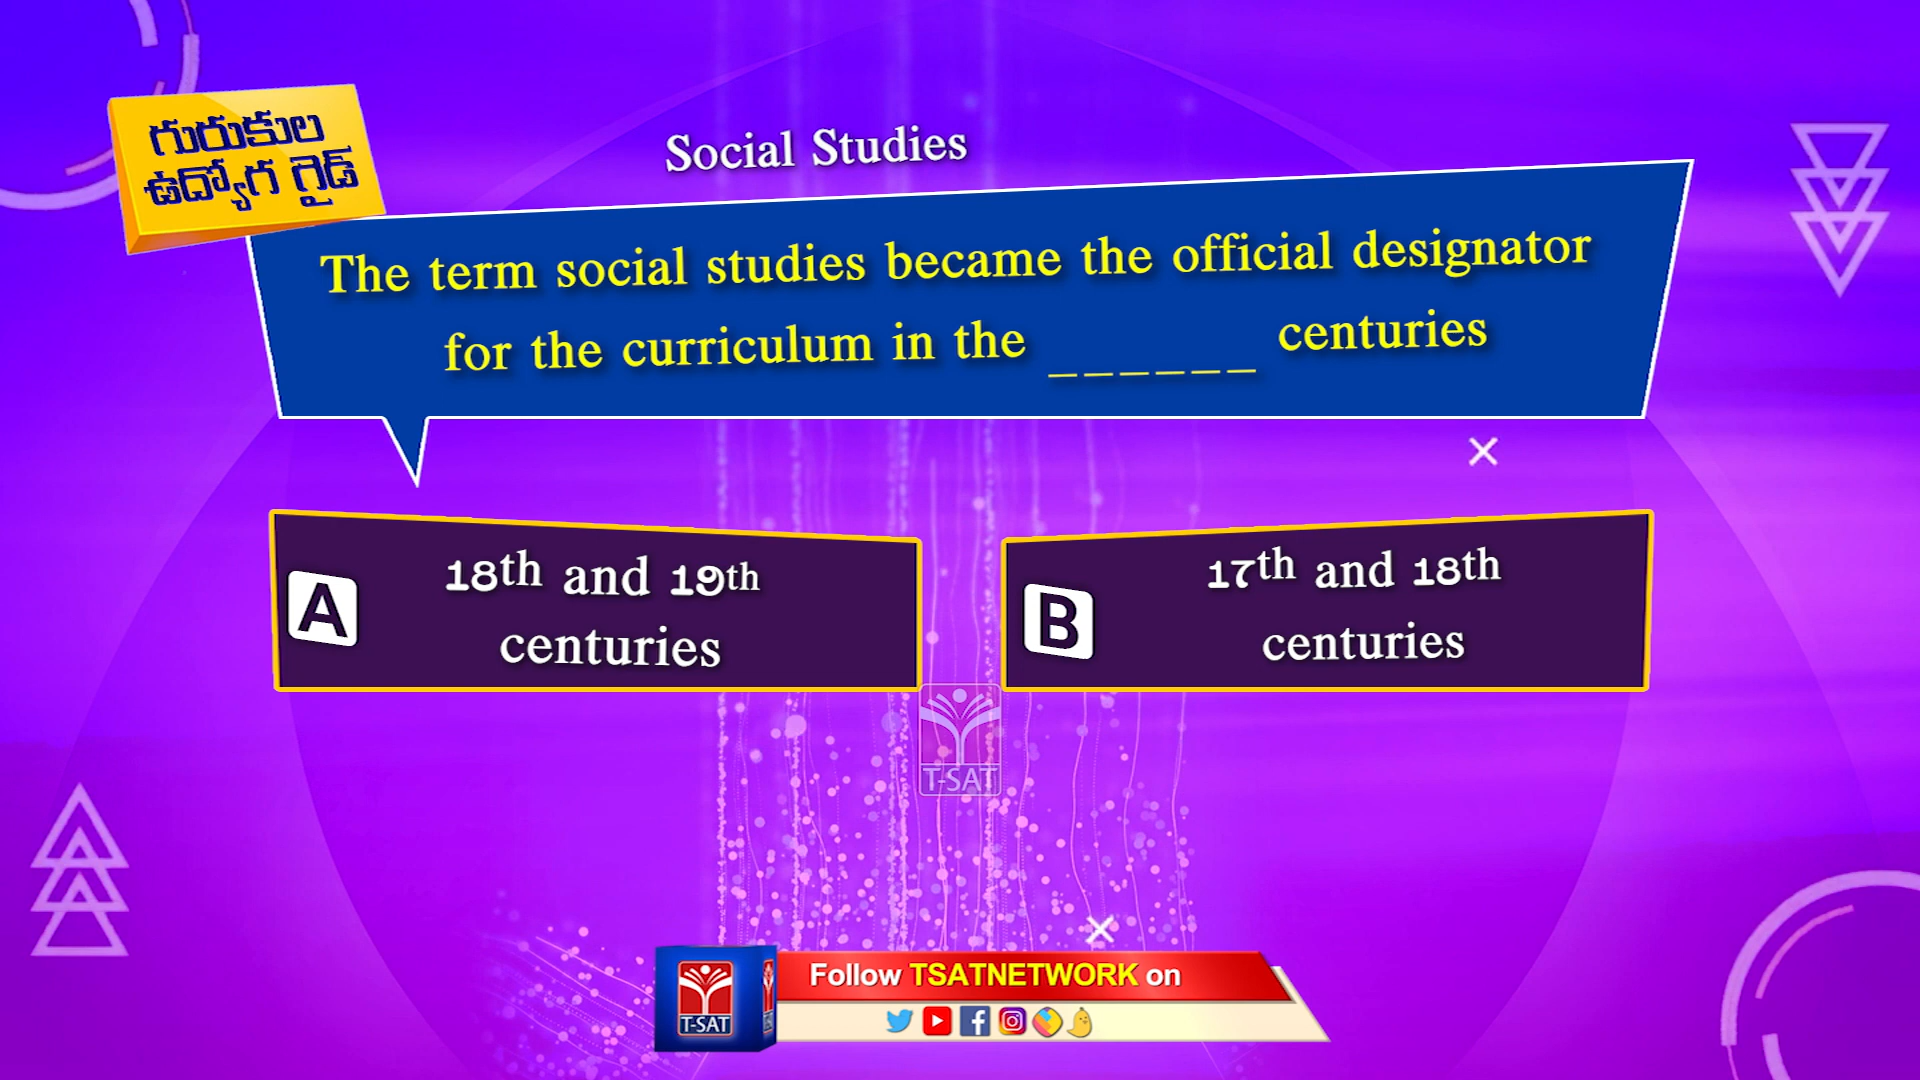 గురుకుల
ఉద్యోగ గైడ్
Social Studies
The term social studies became the official designator
for the curriculum in the ______ centuries
A
18th and 19th
centuries
B
17th and 18th
centuries
T-SAT
Follow TSATNETWORK on
T-SAT